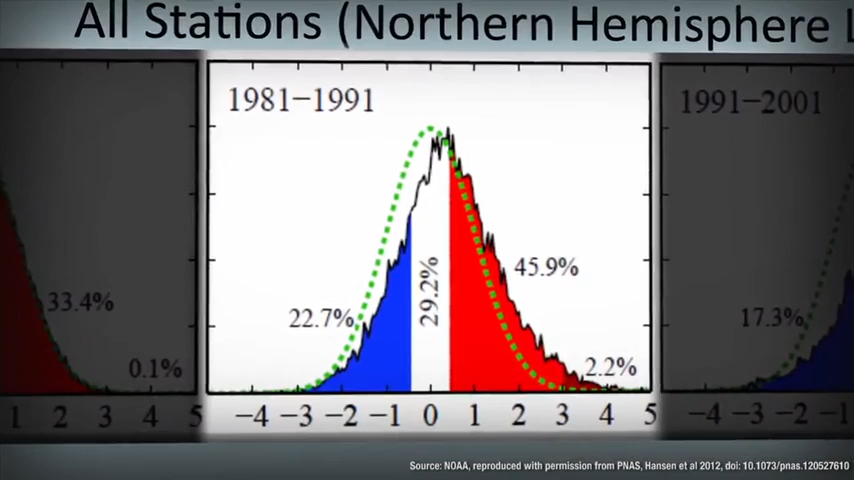 All Stations (Northern Hemisphere L
1981−1991
1991−2001
45.9%
29.2%
33.4%
22.7%
17.3%
0.1%
2.2%
1 2 3 4 5
−4 −3 −2 −1 0 1 2 3 4 5
−4 −3 −2 −1
Source: NOAA, reproduced with permission from PNAS, Hansen et al 2012, doi: 10.1073/pnas.120527610